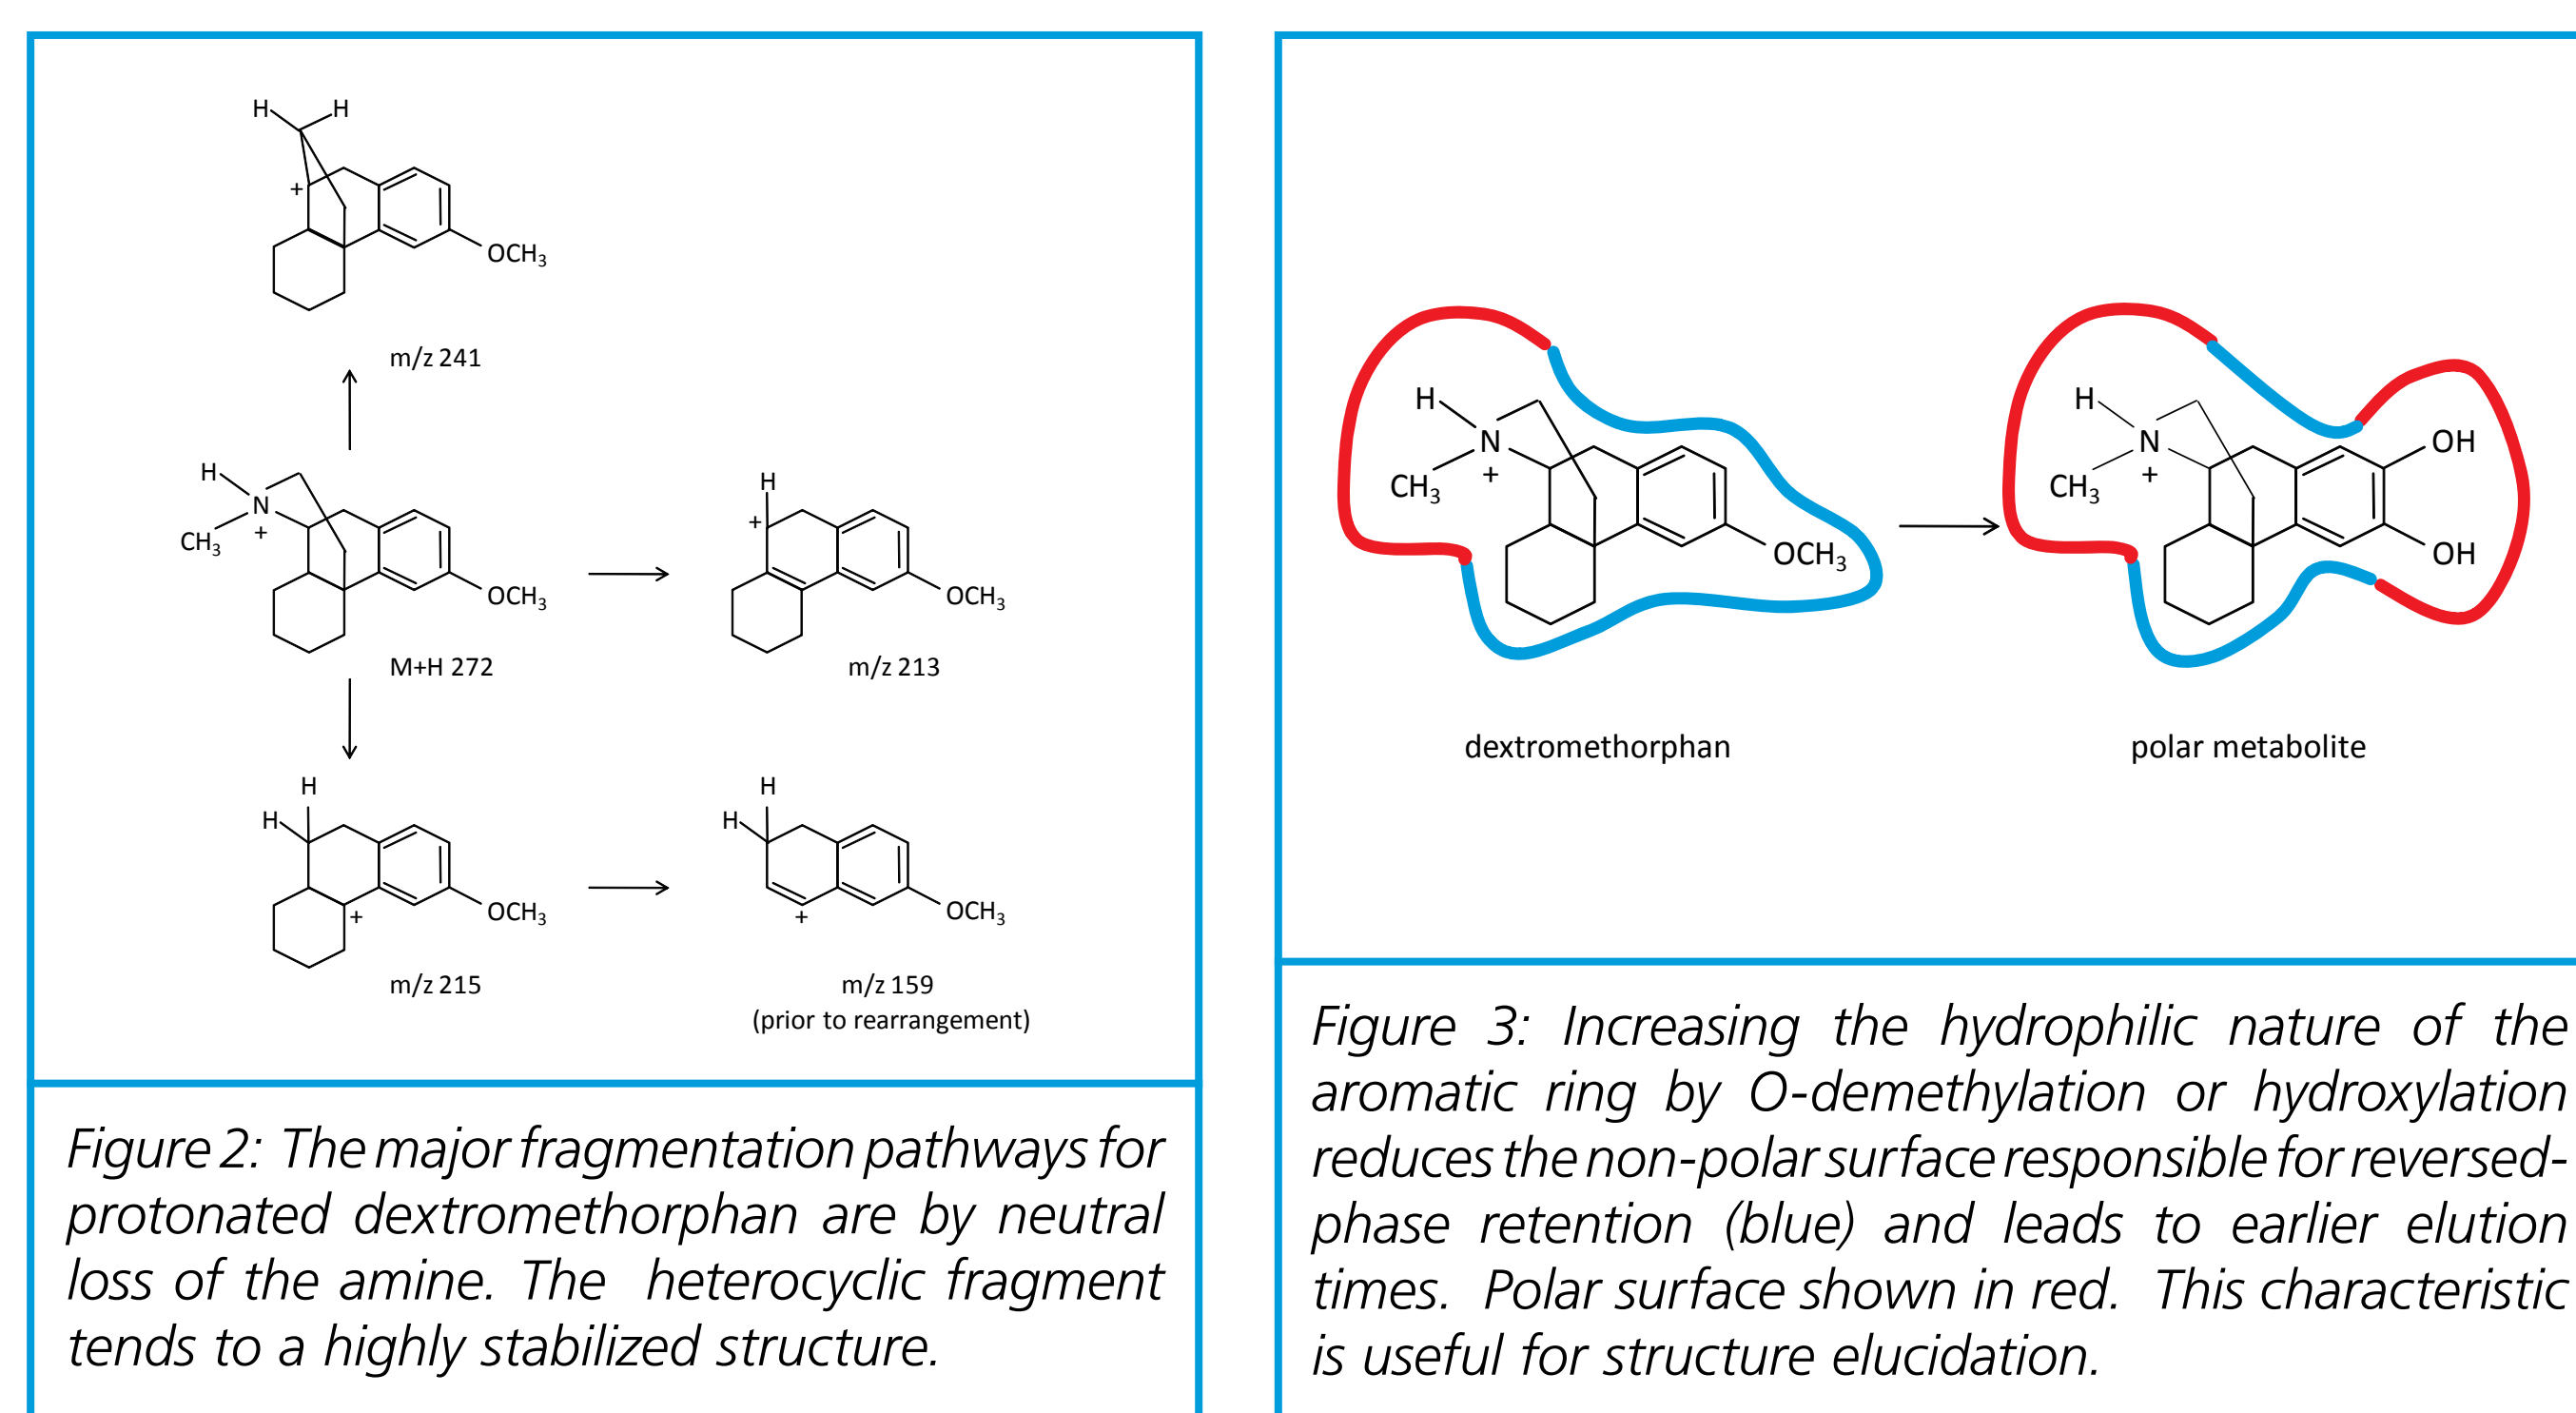 H H
+
OCH3
m/z 241
H
N
+
CH3
OCH3
M+H 272
H
+
OCH3
m/z 213
H
H
+
OCH3
m/z 215
H
H
+
OCH3
m/z 159
(prior to rearrangement)
Figure 2: The major fragmentation pathways for
protonated dextromethorphan are by neutral
loss of the amine. The heterocyclic fragment
tends to a highly stabilized structure.
H
N
+
CH3
OCH3
dextromethorphan
H
N
+
CH3
OH
OH
polar metabolite
Figure 3: Increasing the hydrophilic nature of the
aromatic ring by O-demethylation or hydroxylation
reduces the non-polar surface responsible for reversed-
phase retention (blue) and leads to earlier elution
times. Polar surface shown in red. This characteristic
is useful for structure elucidation.